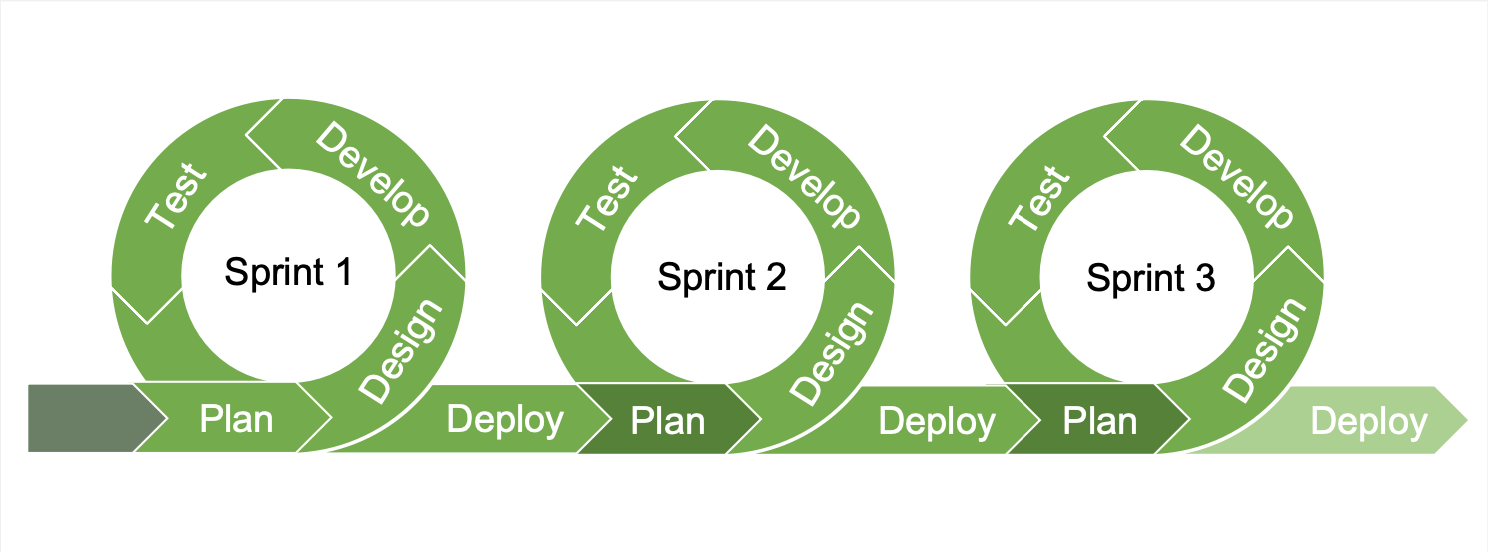 Test
Develop
Sprint 1
Design
Plan
Deploy
Test
Develop
Sprint 2
Design
Plan
Deploy
Test
Develop
Sprint 3
Design
Plan
Deploy